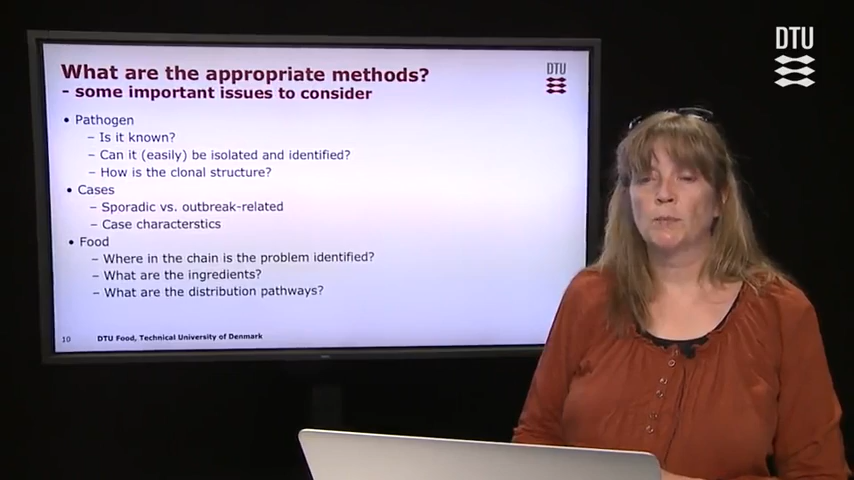 What are the appropriate methods?
- some important issues to consider
DTU
DTU
• Pathogen
– Is it known?
– Can it (easily) be isolated and identified?
– How is the clonal structure?
• Cases
– Sporadic vs. outbreak-related
– Case characterstics
• Food
– Where in the chain is the problem identified?
– What are the ingredients?
– What are the distribution pathways?
10
DTU Food, Technical University of Denmark